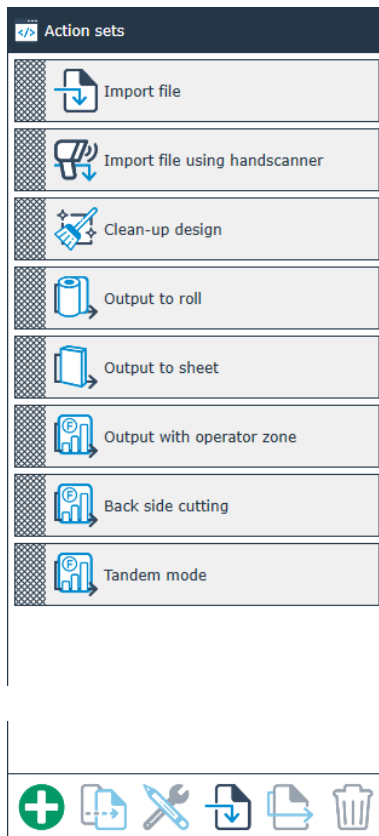 Action sets
Import file
Import file using handscanner
Clean-up design
Output to roll
Output to sheet
Output with operator zone
Back side cutting
Tandem mode